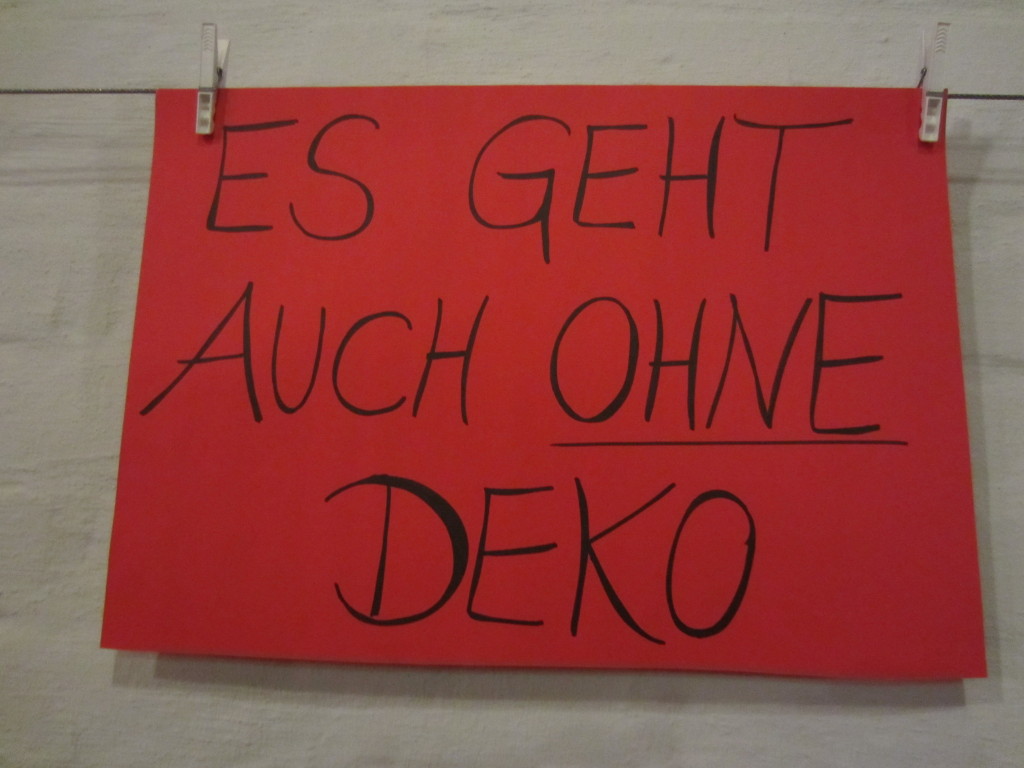 ES GEHT
AUCH OHNE
DEKO